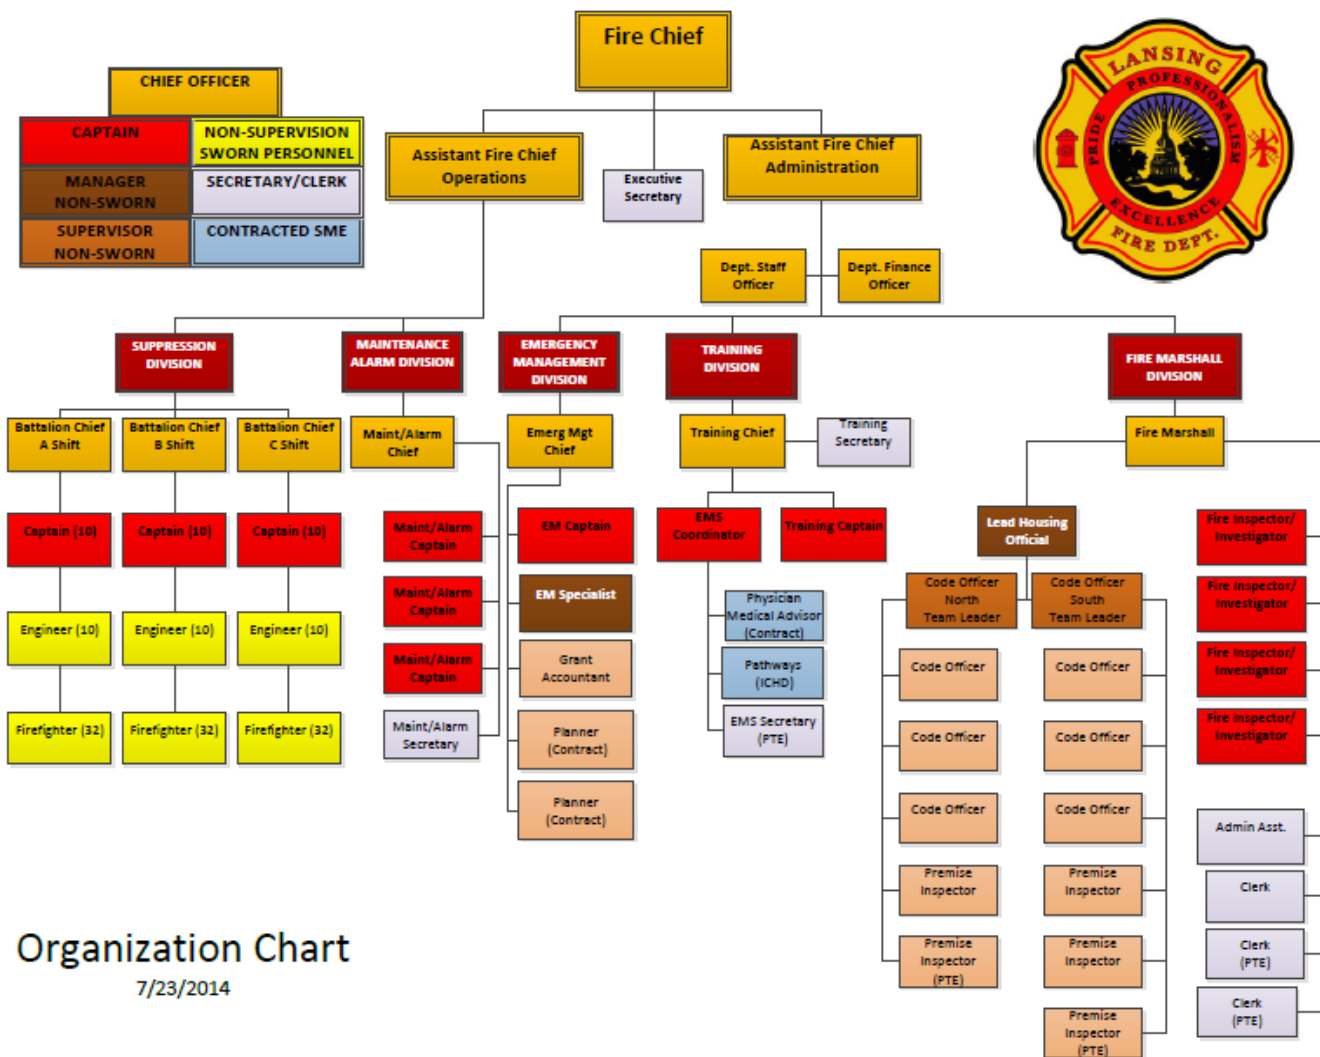 Fire Chief
LANSING
PROFESSIONALISM
PRIDE
EXCELLENCE
FIRE DEPT.
CHIEF OFFICER
CAPTAIN
NON-SUPERVISION
SWORN PERSONNEL
MANAGER
NON-SWORN
SECRETARY/CLERK
SUPERVISOR
NON-SWORN
CONTRACTED SME
Assistant Fire Chief
Operations
Executive
Secretary
Assistant Fire Chief
Administration
Dept. Staff
Officer
Dept. Finance
Officer
SUPPRESSION
DIVISION
MAINTENANCE
ALARM DIVISION
EMERGENCY
MANAGEMENT
DIVISION
TRAINING
DIVISION
FIRE MARSHALL
DIVISION
Battalion Chief
A Shift
Battalion Chief
B Shift
Battalion Chief
C Shift
Maint/Alarm
Chief
Emerg Mgt
Chief
Training Chief
Training
Secretary
Fire Marshall
Captain (10)
Captain (10)
Captain (10)
Engineer (10)
Engineer (10)
Engineer (10)
Firefighter (32)
Firefighter (32)
Firefighter (32)
Maint/Alarm
Captain
Maint/Alarm
Captain
Maint/Alarm
Captain
Maint/Alarm
Secretary
EM Captain
EM Specialist
Grant
Accountant
Planner
(Contract)
Planner
(Contract)
EMS
Coordinator
Training Captain
Physician
Medical Advisor
(Contract)
Pathways
(ICHD)
EMS Secretary
(PTE)
Lead Housing
Official
Code Officer
North
Team Leader
Code Officer
South
Team Leader
Code Officer
Code Officer
Code Officer
Premise
Inspector
Premise
Inspector
(PTE)
Code Officer
Code Officer
Code Officer
Premise
Inspector
Premise
Inspector
Premise
Inspector
(PTE)
Fire Inspector/
Investigator
Fire Inspector/
Investigator
Fire Inspector/
Investigator
Fire Inspector/
Investigator
Admin Asst.
Clerk
Clerk
(PTE)
Clerk
(PTE)
Organization Chart
7/23/2014